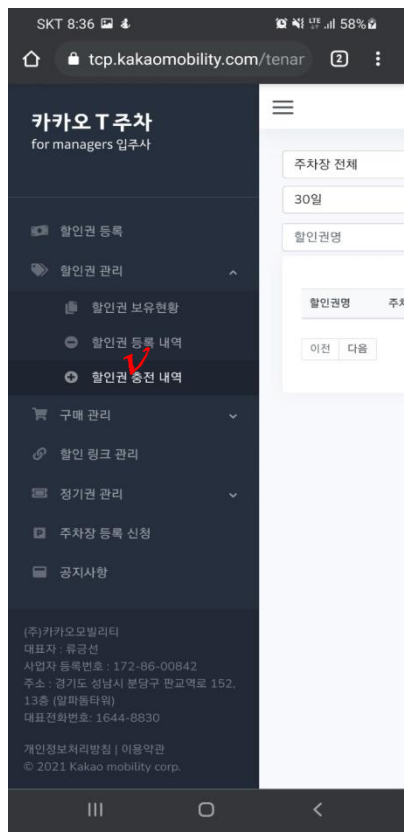 SKT 8:36 LTE 58%
tcp.kakaomobility.com/tenar 2
카카오 T 주차
for managers 입주사
주차장 전체
30일
할인권명
할인권 등록
할인권 관리
할인권 보유현황
할인권명 주차
할인권 등록 내역
이전 다음
V
할인권 충전 내역
구매 관리
할인 링크 관리
정기권 관리
주차장 등록 신청
공지사항
(주)카카오모빌리티
대표자 : 류긍선
사업자 등록번호 : 172-86-00842
주소 : 경기도 성남시 분당구 판교역로 152,
13층 (알파돔타워)
대표전화번호: 1644-8830
개인정보처리방침 | 이용약관
© 2021 Kakao mobility corp.